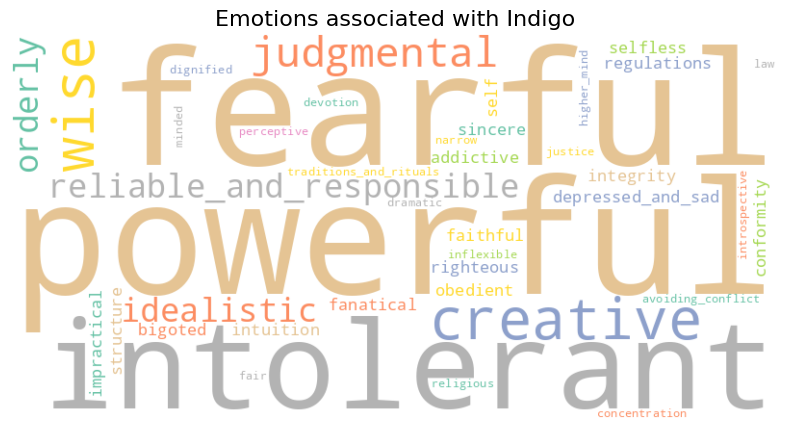 Emotions associated with Indigo
fearful
powerful
intolerant
judgmental
creative
wise
orderly
idealistic
reliable_and_responsible
selfless
regulations
law
dignified
higher_mind
devotion
self
minded
perceptive
sincere
narrow
justice
addictive
traditions_and_rituals
integrity
introspective
conformity
dramatic
depressed_and_sad
faithful
inflexible
righteous
obedient
avoiding_conflict
fanatical
bigoted
intuition
structure
impractical
fair
religious
concentration